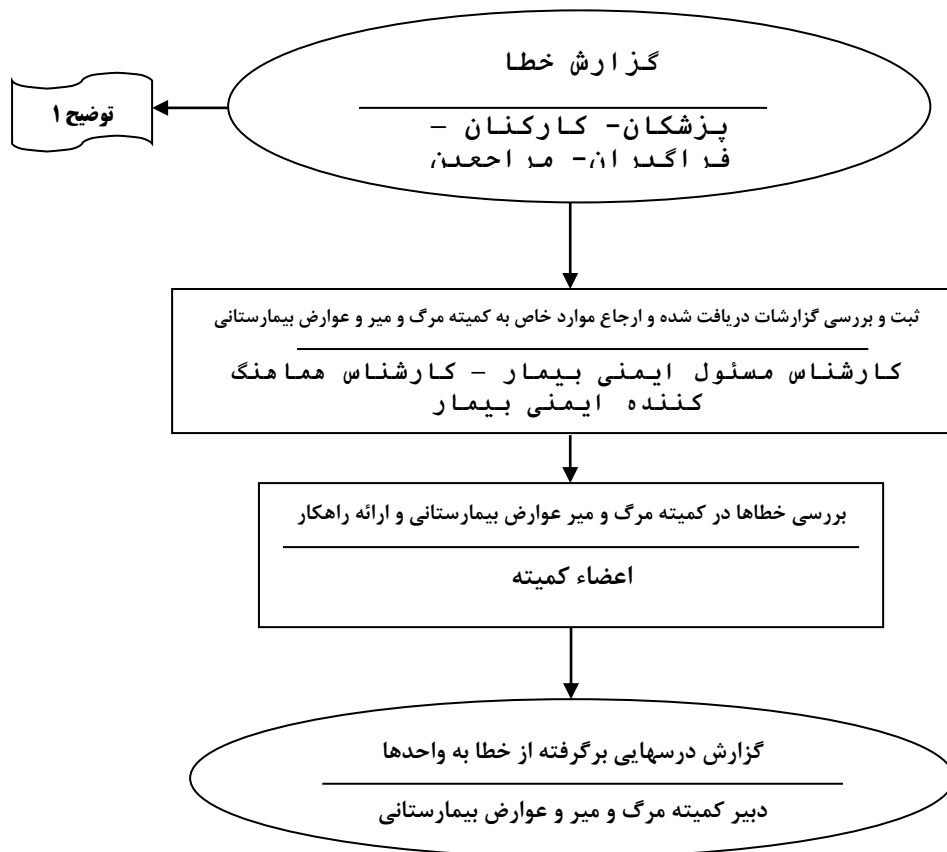 گزارش خطا
توضیح ۱
پزشکان- کارکنان –
فراگیران- مراجعین
ثبت و بررسی گزارشات دریافت شده و ارجاع موارد خاص به کمیته مرگ و میر و عوارض بیمارستانی
کارشناس مسئول ایمنی بیمار – کارشناس هماهنگ
کننده ایمنی بیمار
بررسی خطاها در کمیته مرگ و میر عوارض بیمارستانی و ارائه راهکار
اعضاء کمیته
گزارش درسهایی برگرفته از خطا به واحدها
دبیر کمیته مرگ و میر و عوارض بیمارستانی